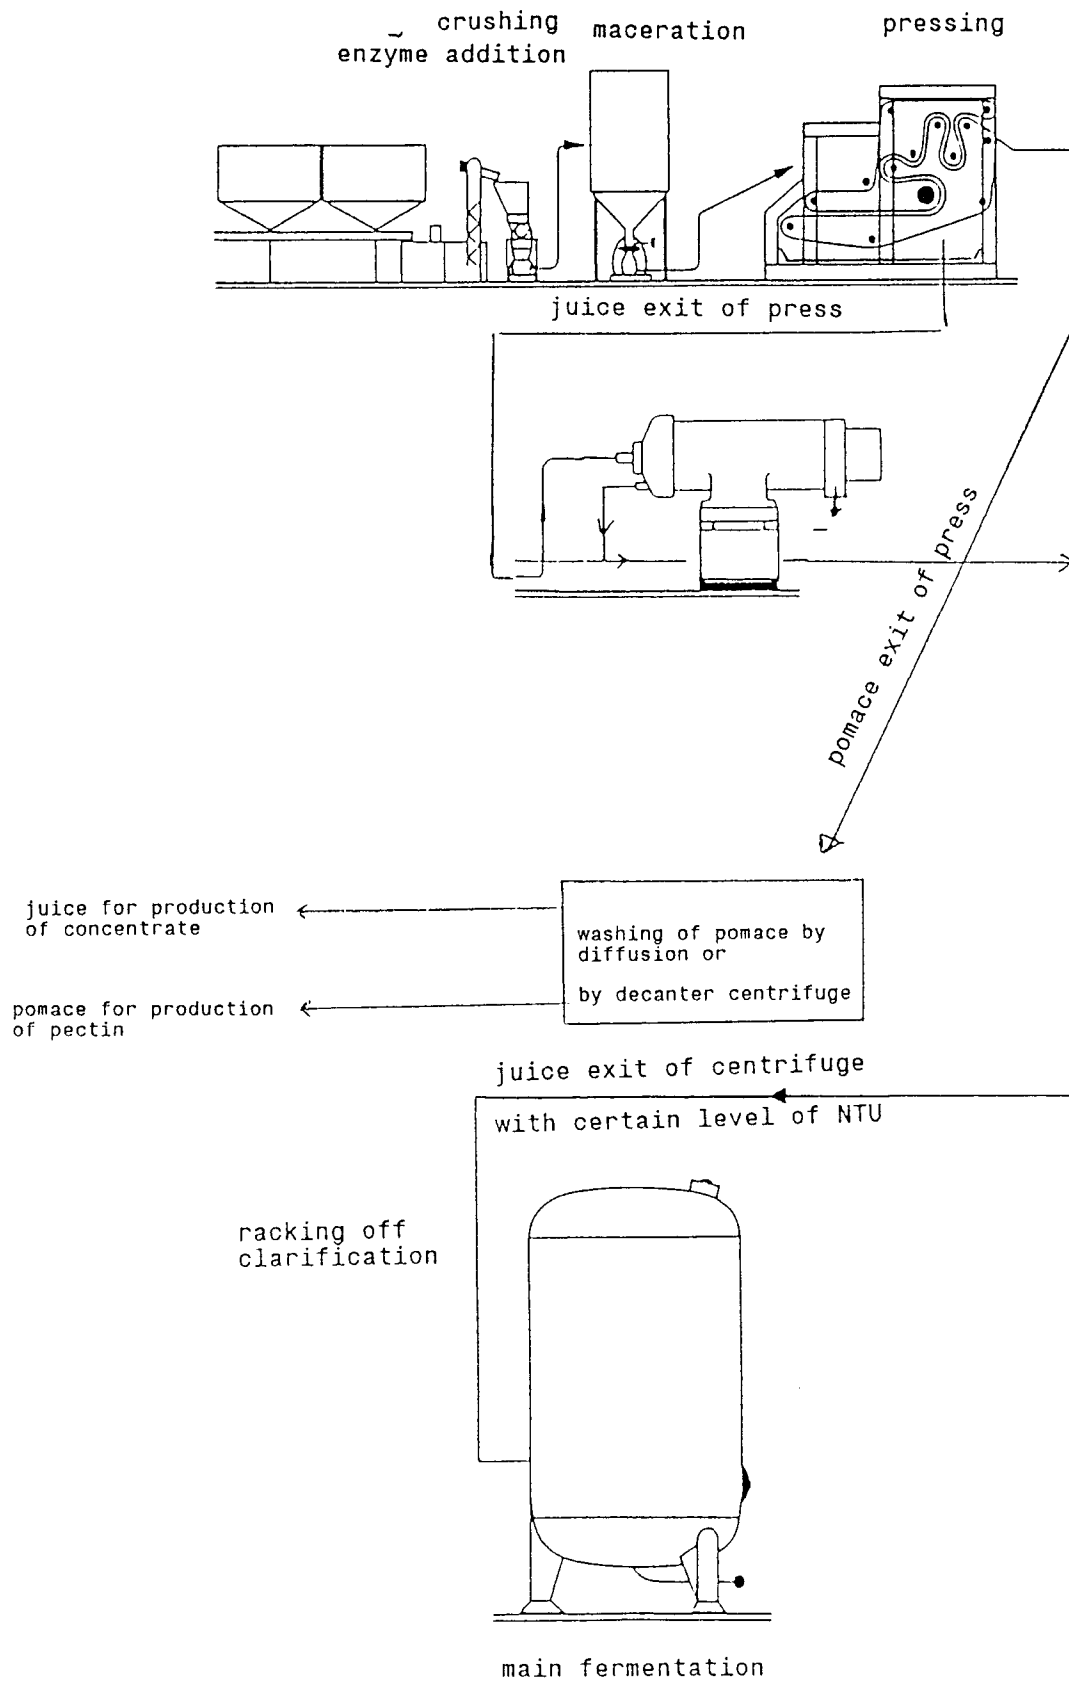 crushing
enzyme addition
maceration
pressing
juice exit of press
pomace exit of press
juice for production
of concentrate
washing of pomace by
diffusion or
by decanter centrifuge
pomace for production
of pectin
juice exit of centrifuge
with certain level of NTU
racking off
clarification
main fermentation